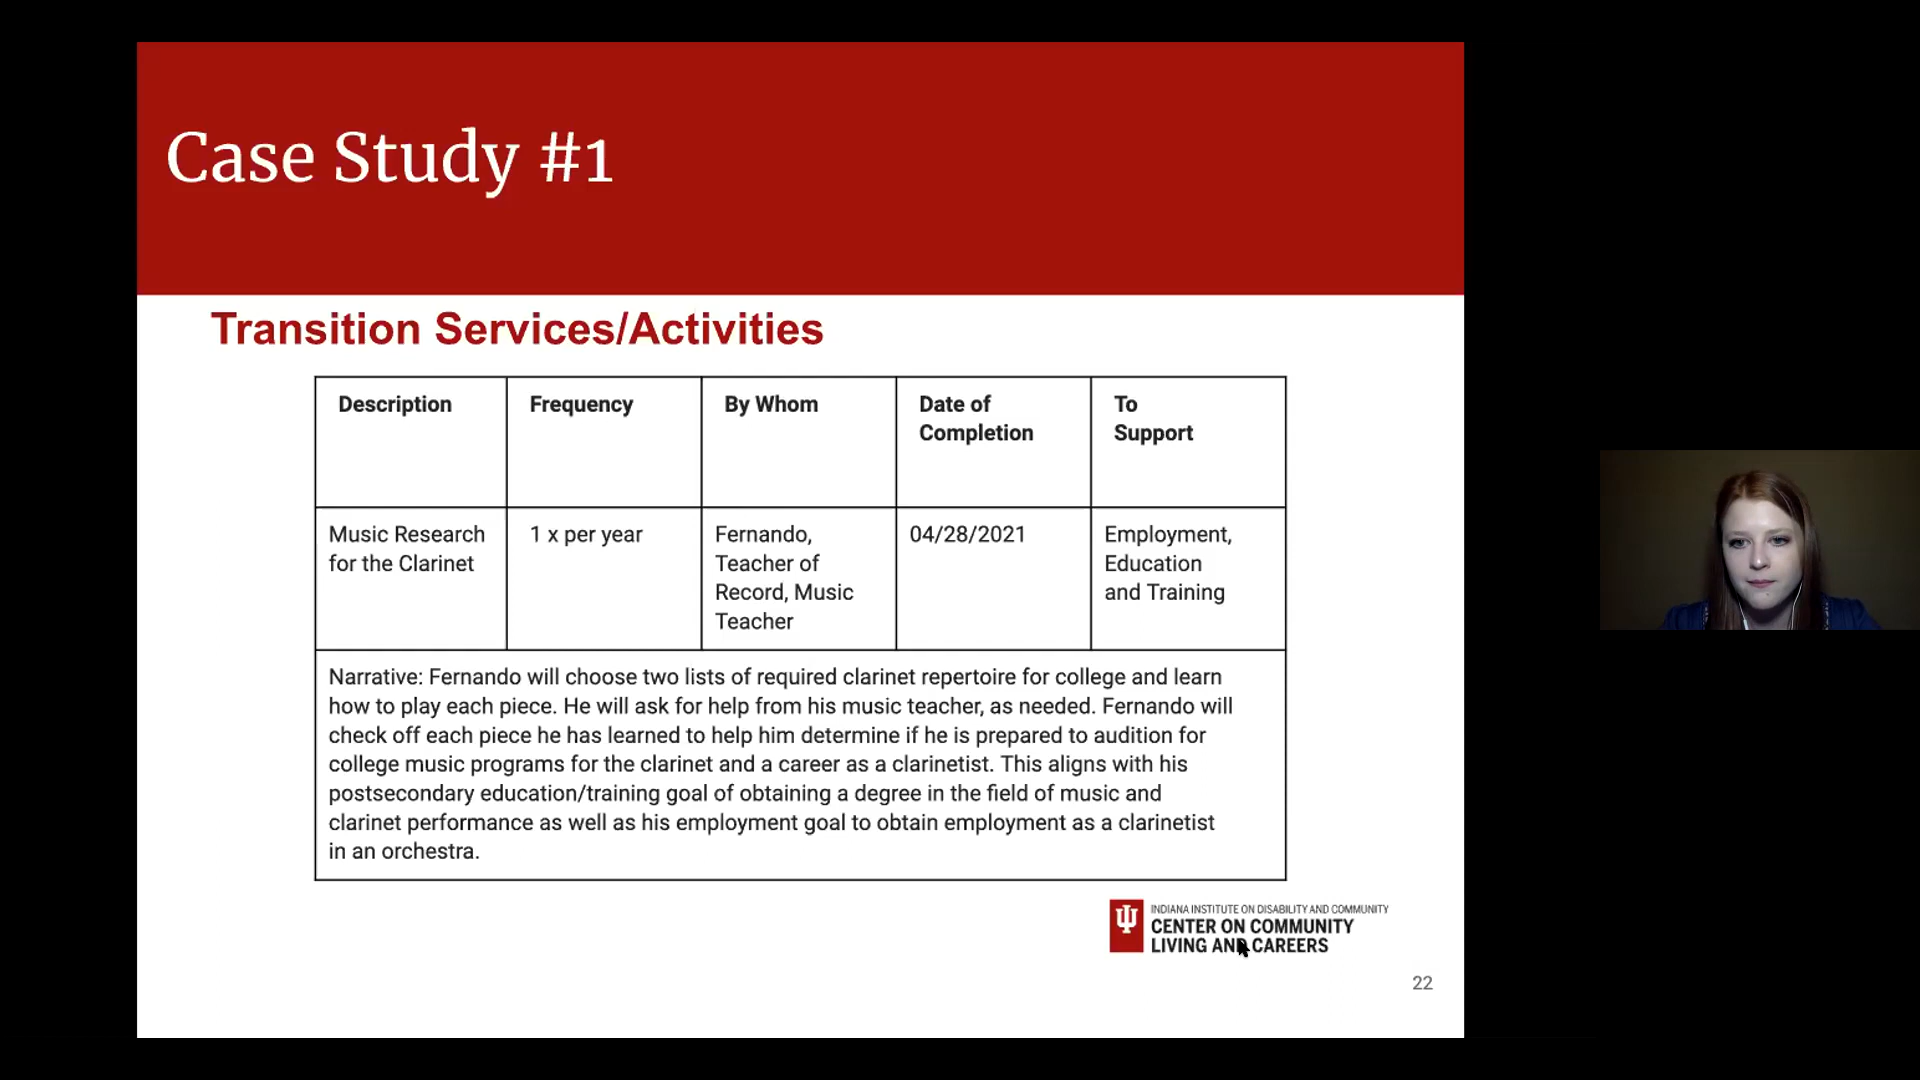 Case Study #1
Transition Services/Activities
Description
Frequency
By Whom
Date of
Completion
To
Support
Music Research
for the Clarinet
1 x per year
Fernando,
Teacher of
Record, Music
Teacher
04/28/2021
Employment,
Education
and Training
Narrative: Fernando will choose two lists of required clarinet repertoire for college and learn
how to play each piece. He will ask for help from his music teacher, as needed. Fernando will
check off each piece he has learned to help him determine if he is prepared to audition for
college music programs for the clarinet and a career as a clarinetist. This aligns with his
postsecondary education/training goal of obtaining a degree in the field of music and
clarinet performance as well as his employment goal to obtain employment as a clarinetist
in an orchestra.
INDIANA INSTITUTE ON DISABILITY AND COMMUNITY
CENTER ON COMMUNITY
LIVING AND CAREERS
22